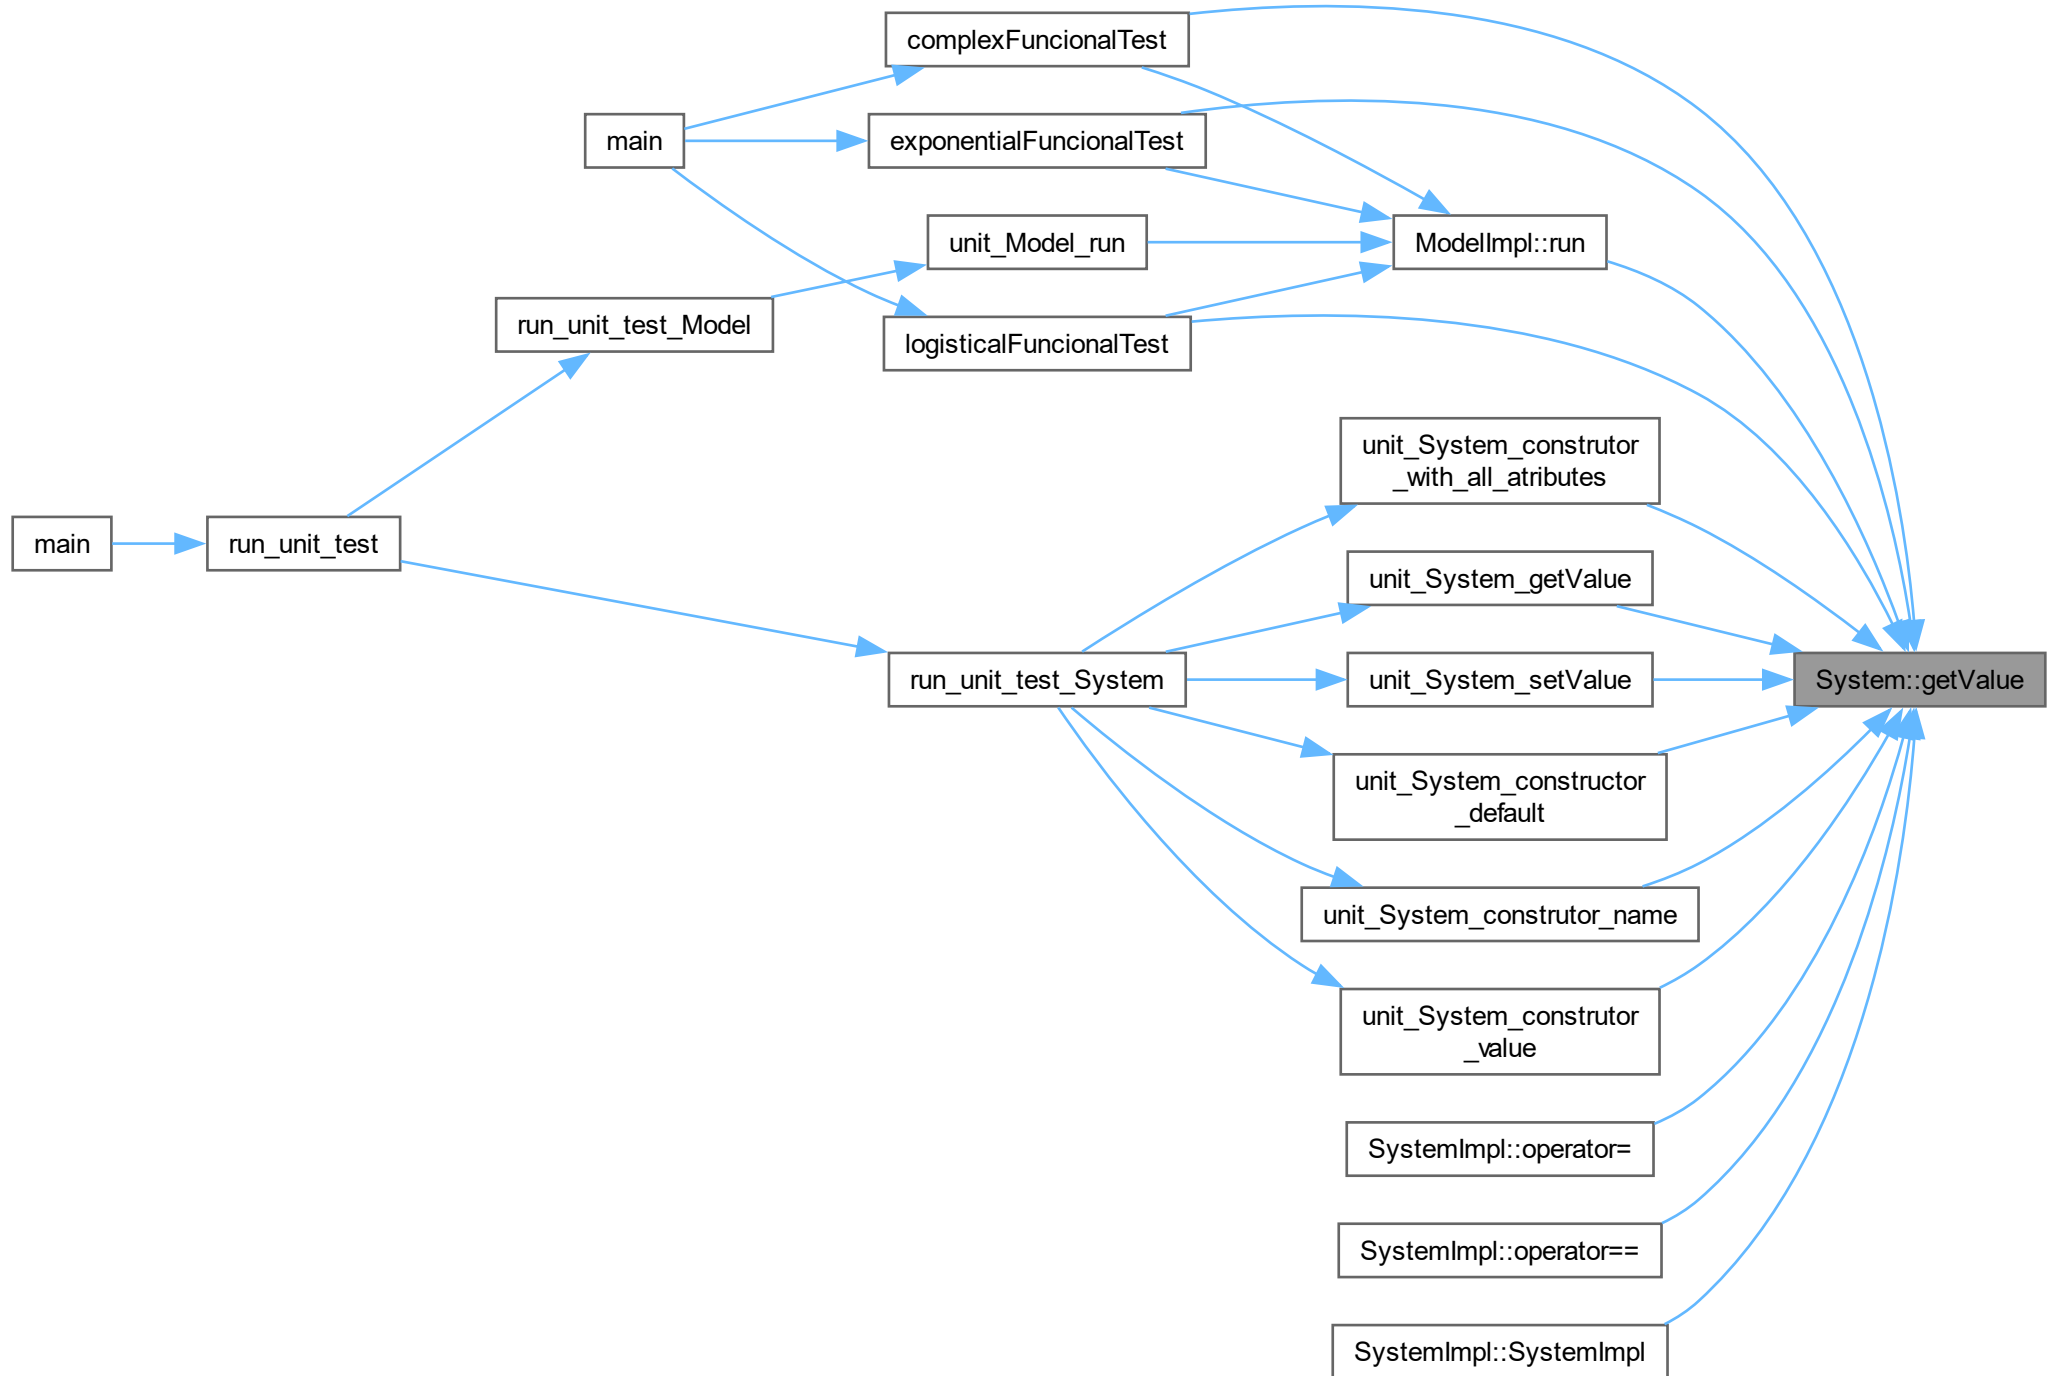 complexFuncionalTest
main
exponentialFuncionalTest
unit_Model_run
ModelImpl::run
run_unit_test_Model
logisticalFuncionalTest
unit_System_construtor
_with_all_atributes
main
run_unit_test
unit_System_getValue
run_unit_test_System
unit_System_setValue
System::getValue
unit_System_constructor
_default
unit_System_construtor_name
unit_System_construtor
_value
SystemImpl::operator=
SystemImpl::operator==
SystemImpl::SystemImpl